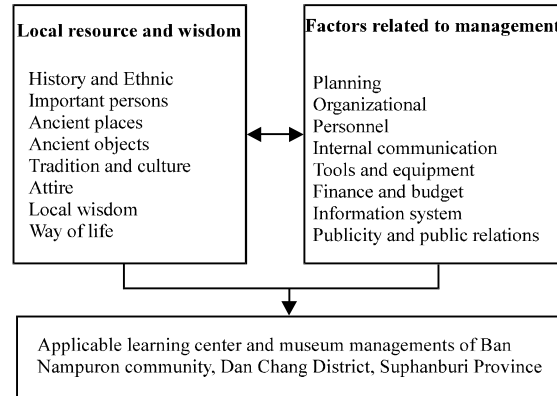 Local resource and wisdom
History and Ethnic
Important persons
Ancient places
Ancient objects
Tradition and culture
Attire
Local wisdom
Way of life
Factors related to management
Planning
Organizational
Personnel
Internal communication
Tools and equipment
Finance and budget
Information system
Publicity and public relations
Applicable learning center and museum managements of Ban
Nampuron community, Dan Chang District, Suphanburi Province